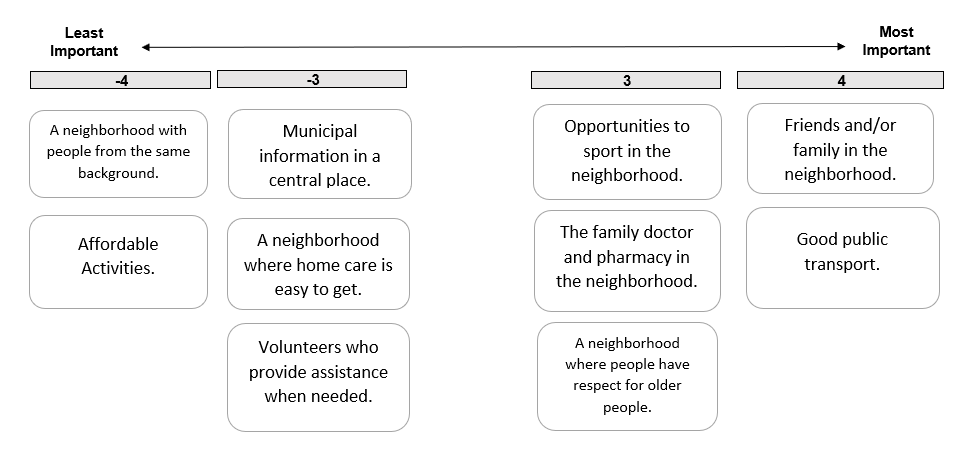 Least
Important
Most
Important
-4
-3
3
4
A neighborhood with
people from the same
background.
Affordable
Activities.
Municipal
information in a
central place.
A neighborhood
where home care is
easy to get.
Volunteers who
provide assistance
when needed.
Opportunities to
sport in the
neighborhood.
The family doctor
and pharmacy in
the neighborhood.
A neighborhood
where people have
respect for older
people.
Friends and/or
family in the
neighborhood.
Good public
transport.